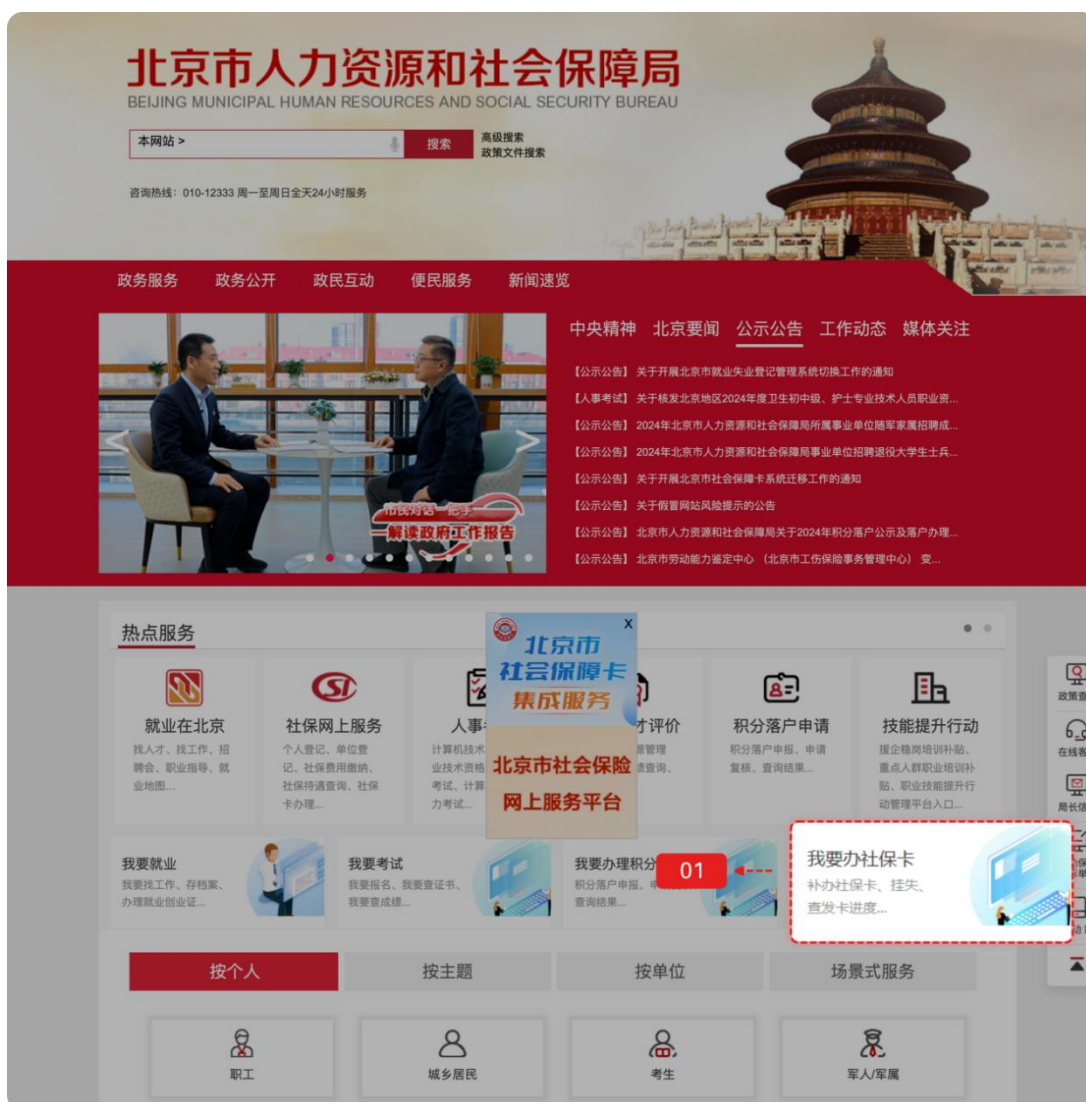 北京市人力资源和社会保障局
BEIJING MUNICIPAL HUMAN RESOURCES AND SOCIAL SECURITY BUREAU
本网站 >
搜索
高级搜索
政策文件搜索
咨询热线：010-12333 周一至周日全天24小时服务
政务服务 政务公开 政民互动 便民服务 新闻速览
中央精神 北京要闻 公示公告 工作动态 媒体关注
【公示公告】 关于开展北京市就业失业登记管理系统切换工作的通知
【人事考试】 关于核发北京地区2024年度卫生初中级、护士专业技术人员职业资...
【公示公告】 2024年北京市人力资源和社会保障局所属事业单位随军家属招聘成...
【公示公告】 2024年北京市人力资源和社会保障局事业单位招聘退役大学生士兵...
【公示公告】 关于开展北京市社会保障卡系统迁移工作的通知
【公示公告】 关于假冒网站风险提示的公告
【公示公告】 北京市人力资源和社会保障局关于2024年积分落户公示及落户办理...
【公示公告】 北京市劳动能力鉴定中心 （北京市工伤保险事务管理中心） 变...
市民对话一把手
解读政府工作报告
热点服务
X
北京市
社会保障卡
集成服务
北京市社会保险
网上服务平台
就业在北京
找人才、找工作、招
聘会、职业指导、就
业地图...
社保网上服务
个人登记、单位登
记、社保费用缴纳、
社保待遇查询、社保
卡办理...
人事
计算机技术
业技术资格
考试、计算
力考试...
才评价
管理
查询、
积分落户申请
积分落户申报、申请
复核、查询结果...
技能提升行动
援企稳岗培训补贴、
重点人群职业培训补
贴、职业技能提升行
动管理平台入口...
我要就业
我要找工作、存档案、
办理就业创业证...
我要考试
我要报名、我要查证书、
我要查成绩...
我要办理积分
积分落户申报、
查询结果...
01
我要办社保卡
补办社保卡、挂失、
查发卡进度...
政策查
在线客
局长信
按个人 按主题 按单位 场景式服务
职工 城乡居民 考生 军人/军属